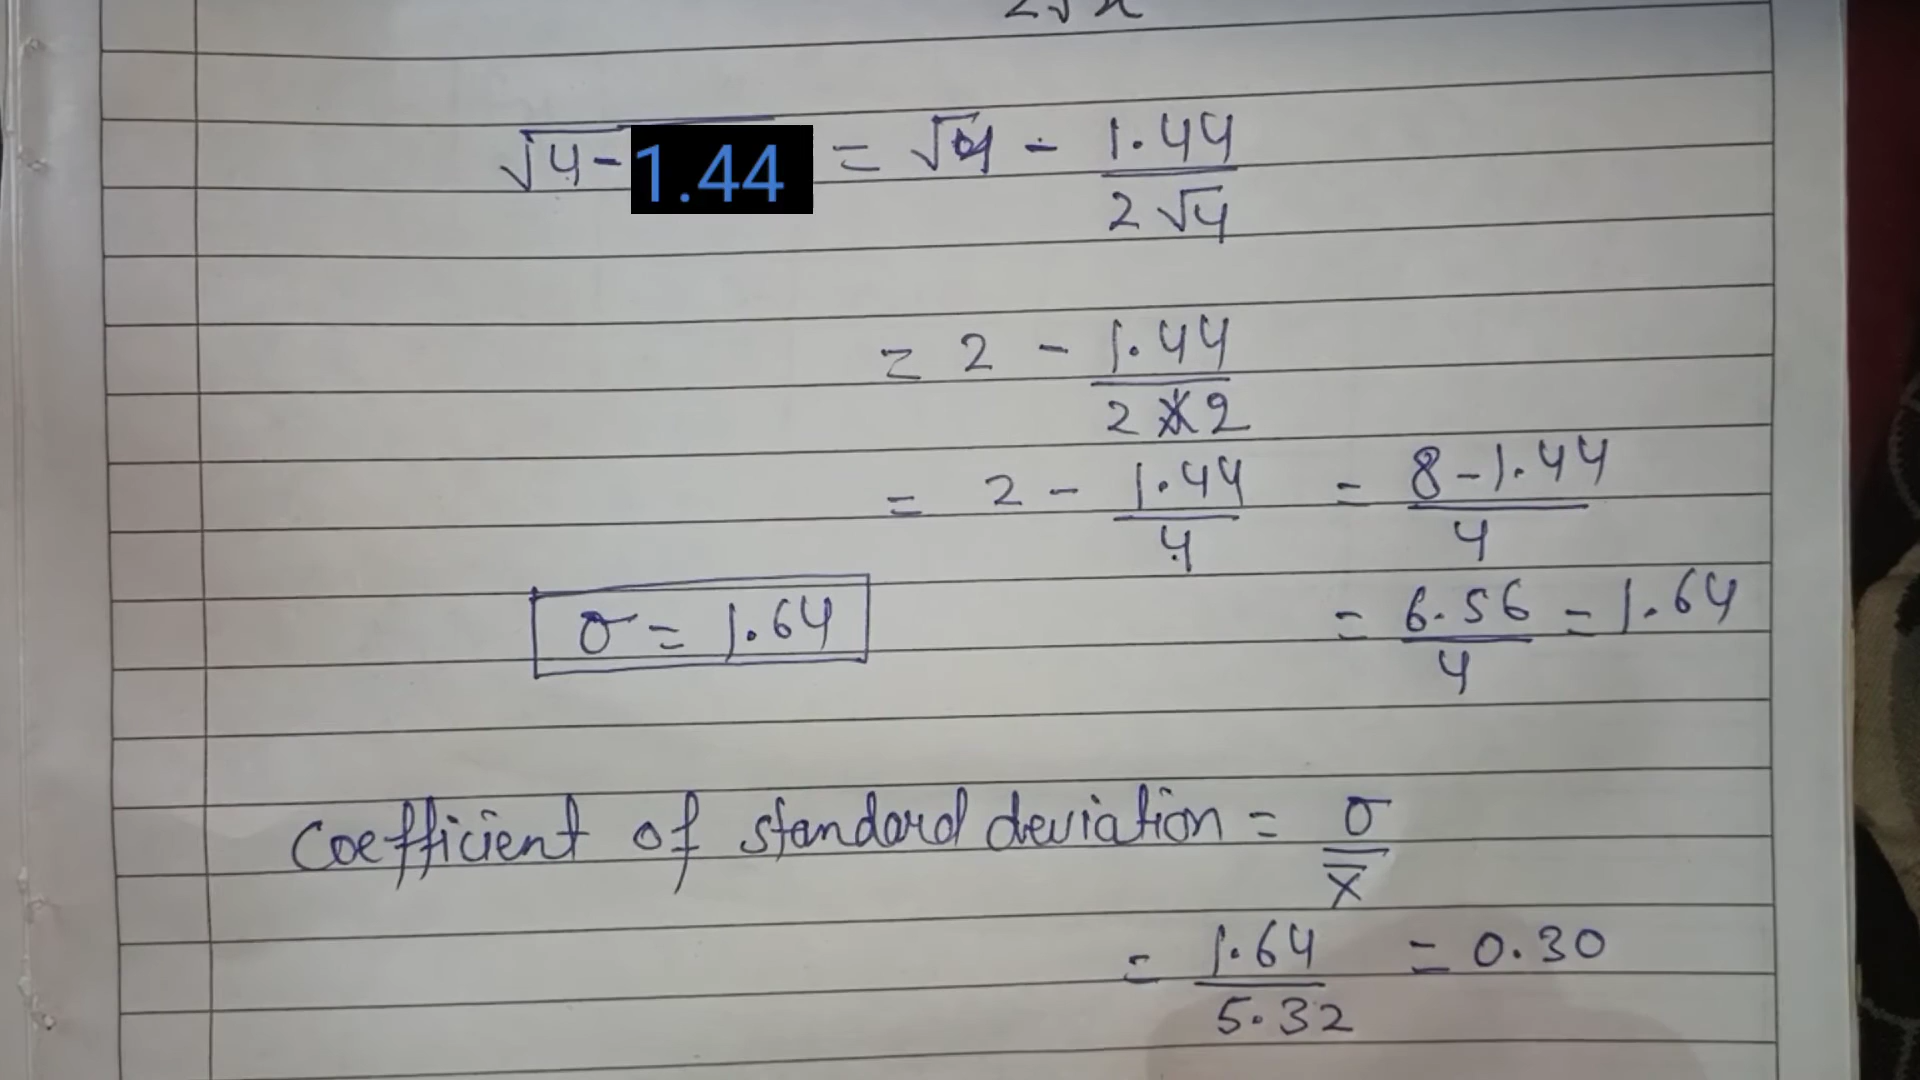 √4-1.44 = √4 - 1.44/2√4
= 2 - 1.44/2×2
= 2 - 1.44/4 = 8-1.44/4
σ = 1.64 = 6.56/4 = 1.64
Coefficient of standard deviation = σ/x̅
= 1.64/5.32 = 0.30